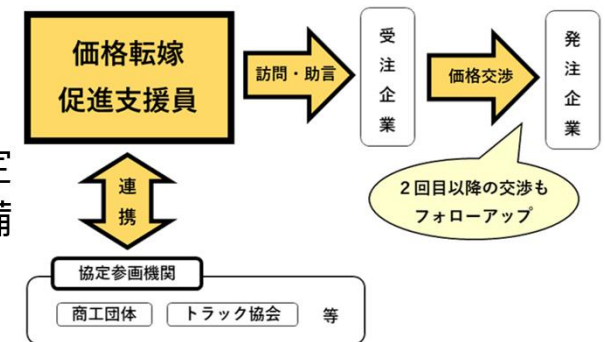 価格転嫁
促進支援員
訪問・助言
受注企業
価格交渉
発注企業
2回目以降の交渉も
フォローアップ
連携
定
備
協定参画機関
商工団体
トラック協会
等